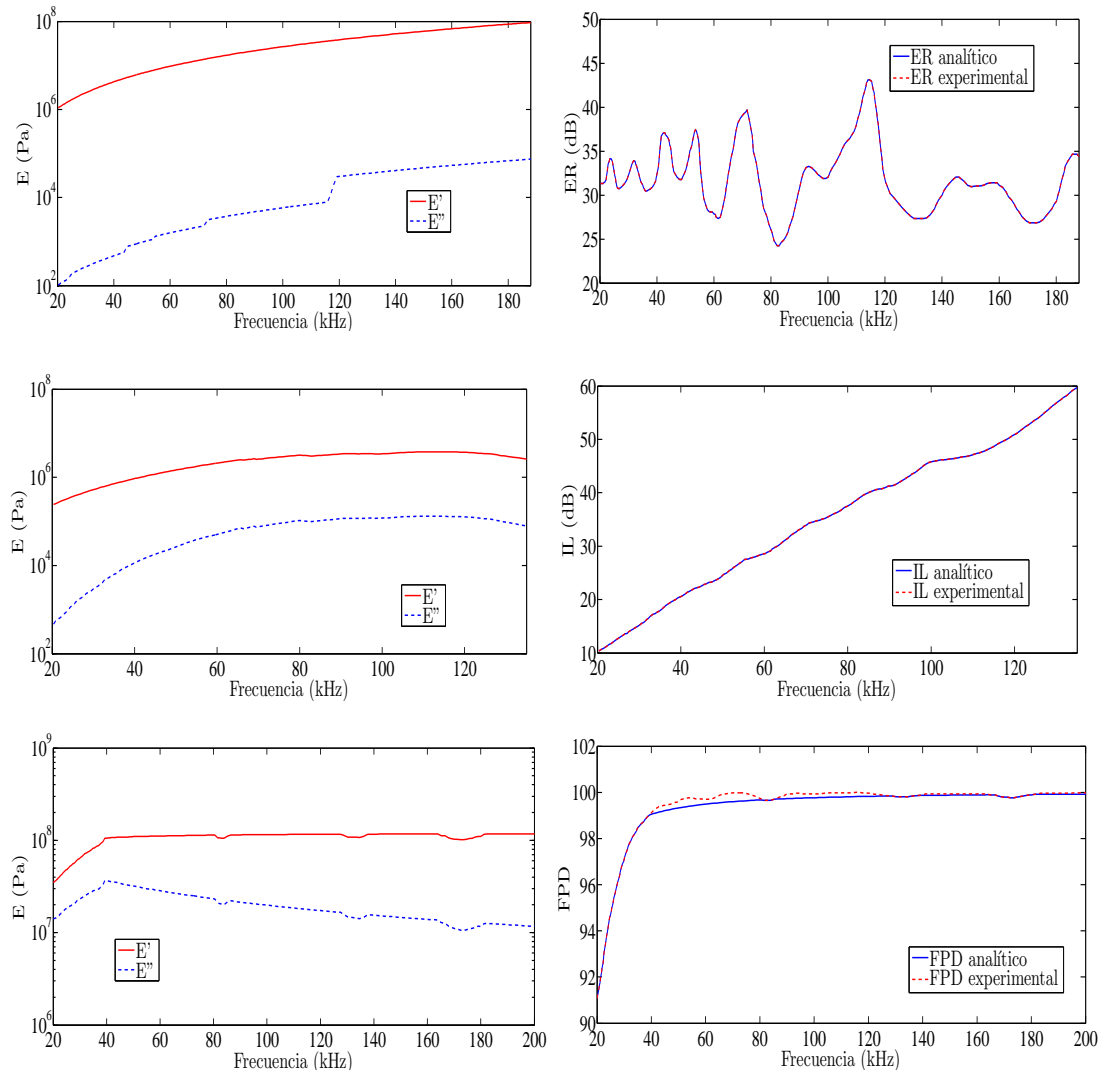 10^8
10^6
10^4
10^2
E (Pa)
E'
E''
20 40 60 80 100 120 140 160 180
Frecuencia (kHz)
50
45
40
35
30
25
20
ER (dB)
ER analítico
ER experimental
20 40 60 80 100 120 140 160 180
Frecuencia (kHz)
10^8
10^6
10^4
10^2
E (Pa)
E'
E''
20 40 60 80 100 120
Frecuencia (kHz)
60
50
40
30
20
10
IL (dB)
IL analítico
IL experimental
20 40 60 80 100 120
Frecuencia (kHz)
10^9
10^8
10^7
10^6
E (Pa)
E'
E''
20 40 60 80 100 120 140 160 180 200
Frecuencia (kHz)
102
100
98
96
94
92
90
FPD
FPD analítico
FPD experimental
20 40 60 80 100 120 140 160 180 200
Frecuencia (kHz)